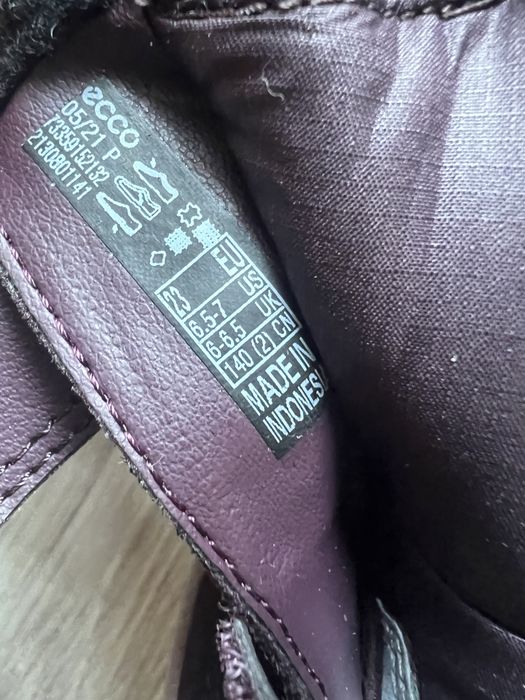 ecco
05/21 P
73359152132
2130801141
23 EU
6.5-7 US
6-6.5 UK
140 (2) CN
MADE IN
INDONESIA